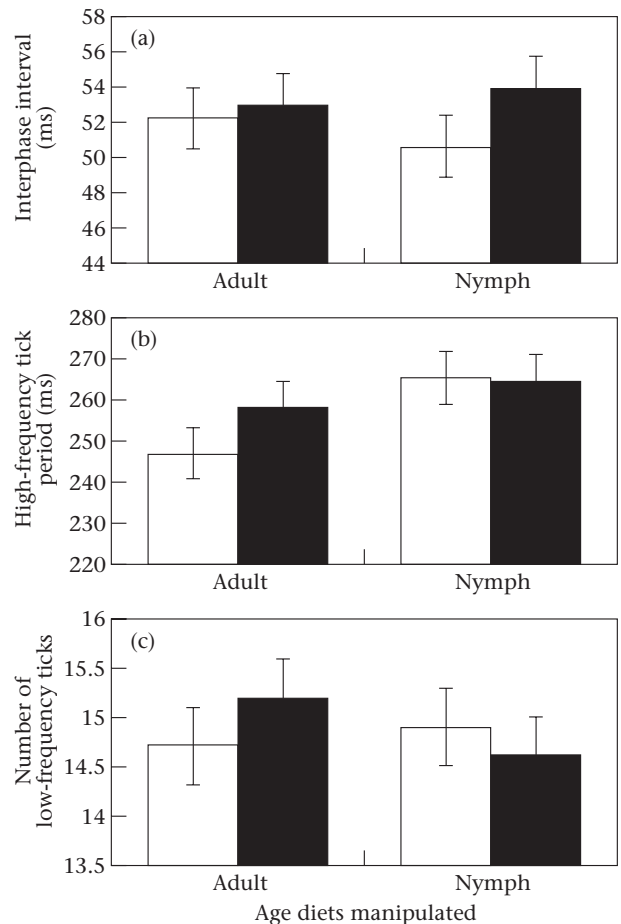 58
(a)
56
54
52
50
48
46
44
Interphase interval
(ms)
Adult
Nymph
280
(b)
270
260
250
240
230
220
High-frequency tick
period (ms)
Adult
Nymph
16
(c)
15.5
15
14.5
14
13.5
Number of
low-frequency ticks
Adult
Nymph
Age diets manipulated